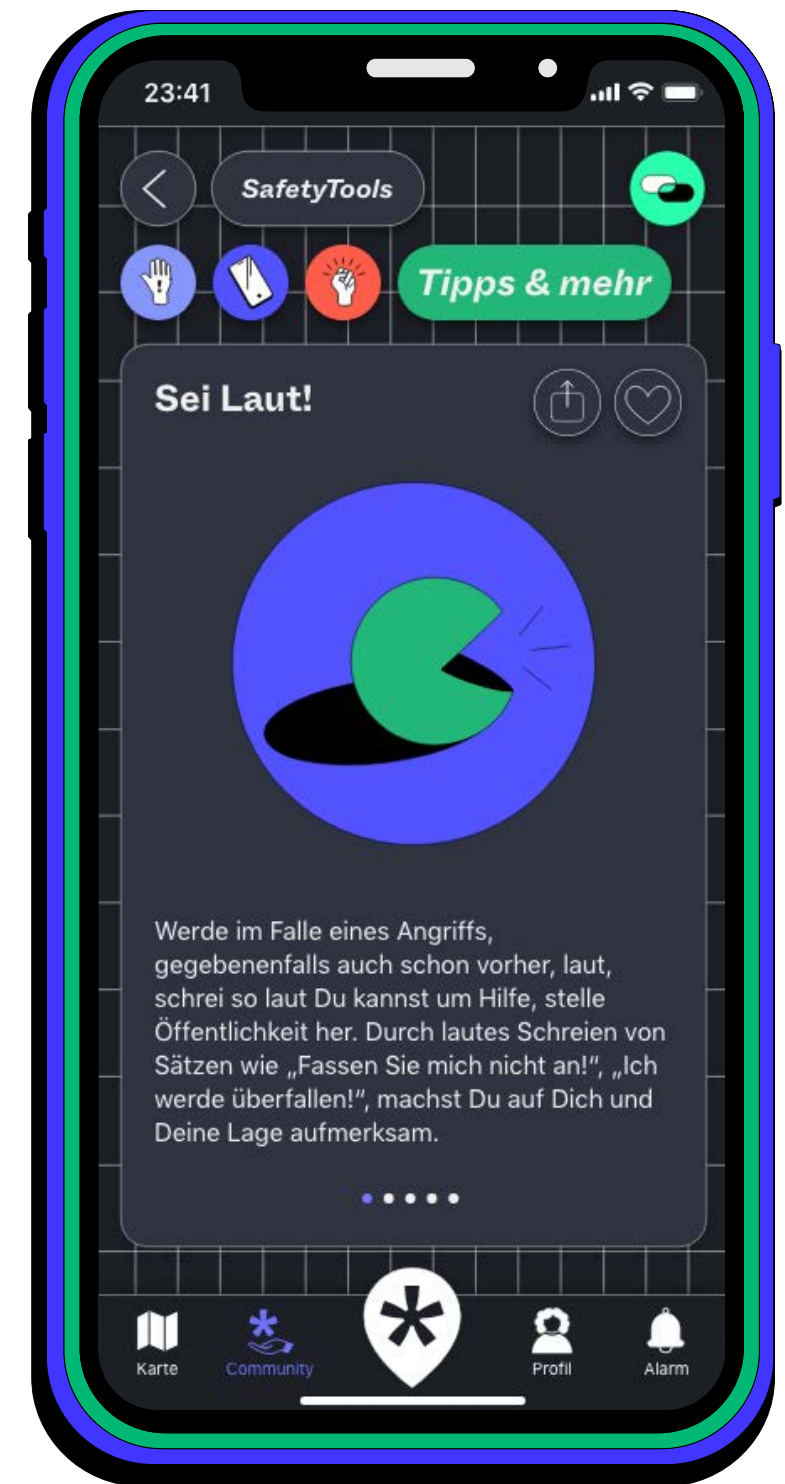 23:41
SafetyTools
Tipps & mehr
Sei Laut!
Werde im Falle eines Angriffs,
gegebenenfalls auch schon vorher, laut,
schrei so laut Du kannst um Hilfe, stelle
Öffentlichkeit her. Durch lautes Schreien von
Sätzen wie „Fassen Sie mich nicht an!“, „Ich
werde überfallen!“, machst Du auf Dich und
Deine Lage aufmerksam.
Karte
Community
Profil
Alarm